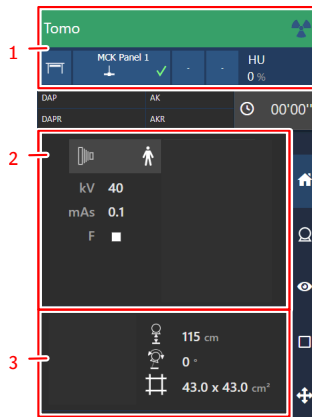 Tomo
1
MCK Panel 1
-
-
HU
0 %
DAP
AK
DAPR
AKR
00'00''
2
kV 40
mAs 0.1
F
3
115 cm
0 °
43.0 x 43.0 cm²